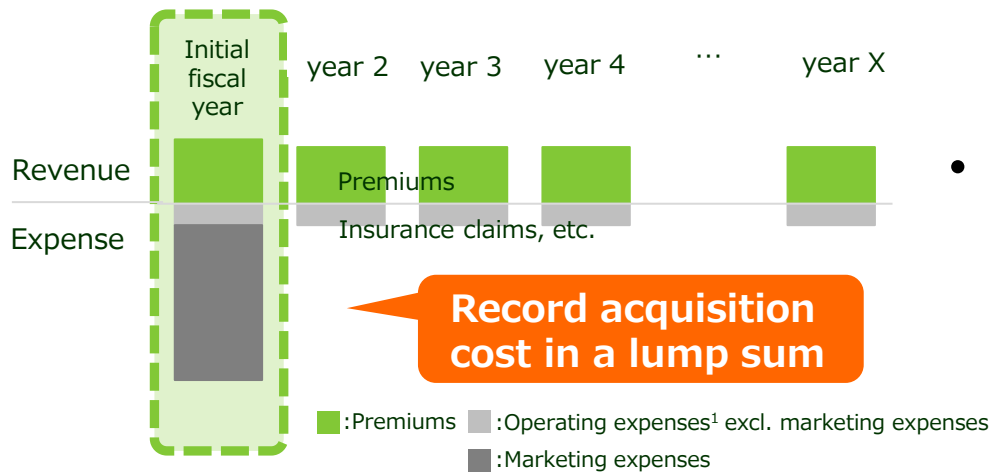 Initial
fiscal
year
year 2 year 3 year 4 … year X
Revenue
Premiums
Expense
Insurance claims, etc.
Record acquisition
cost in a lump sum
:Premiums :Operating expenses¹ excl. marketing expenses
:Marketing expenses